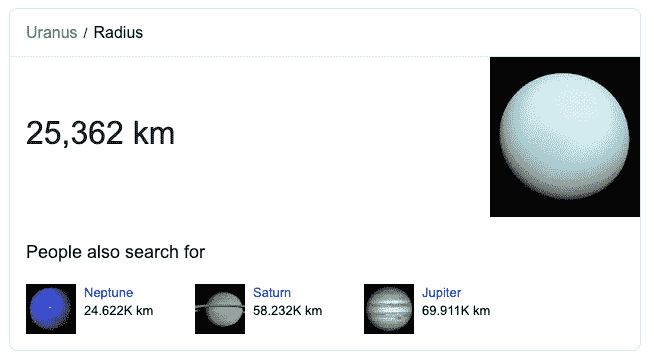 Uranus / Radius
25,362 km
People also search for
Neptune
24.622K km
Saturn
58.232K km
Jupiter
69.911K km